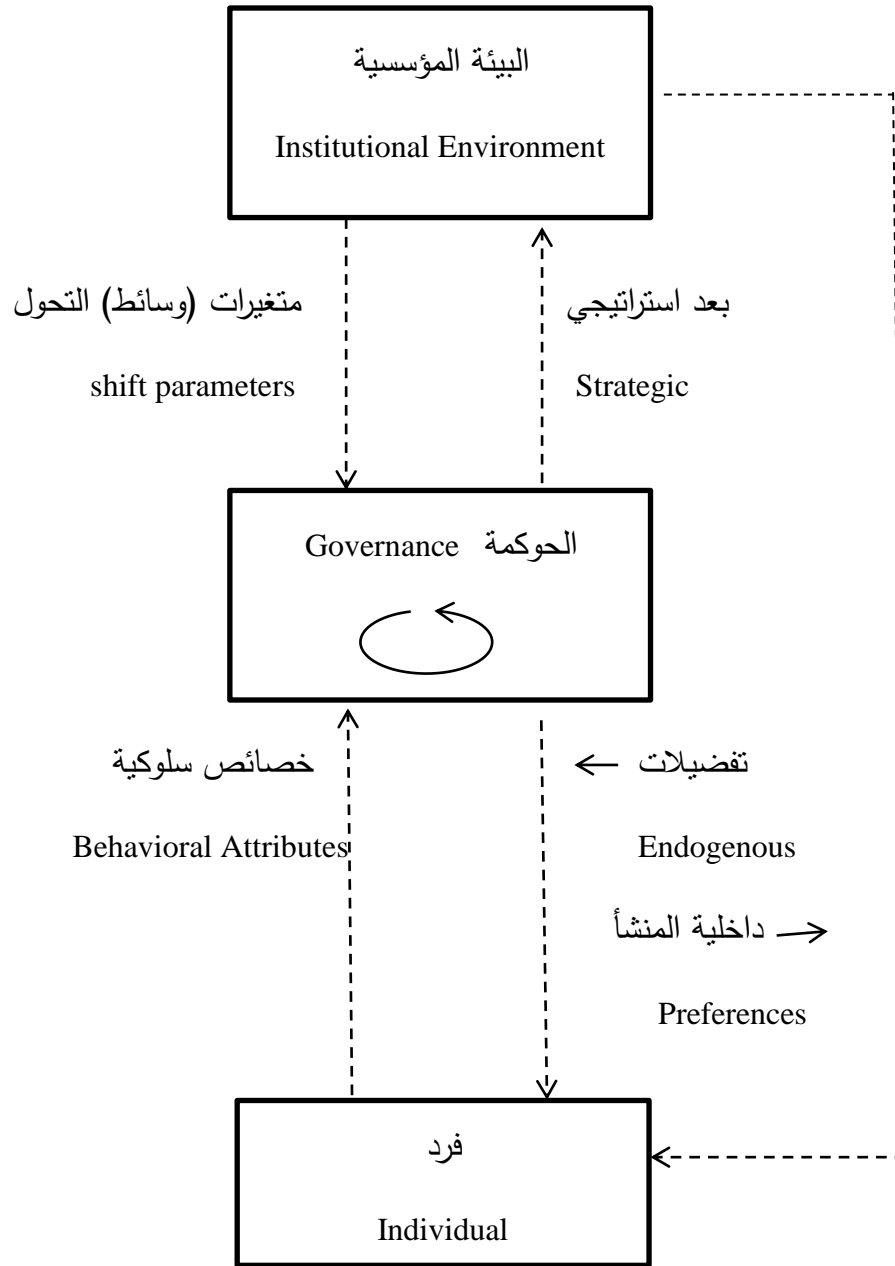 البيئة المؤسسية
Institutional Environment
متغيرات (وسائط) التحول
shift parameters
بعد استراتيجي
Strategic
الحوكمة Governance
خصائص سلوكية
Behavioral Attributes
تفضيلات
Endogenous
داخلية المنشأ
Preferences
فرد
Individual